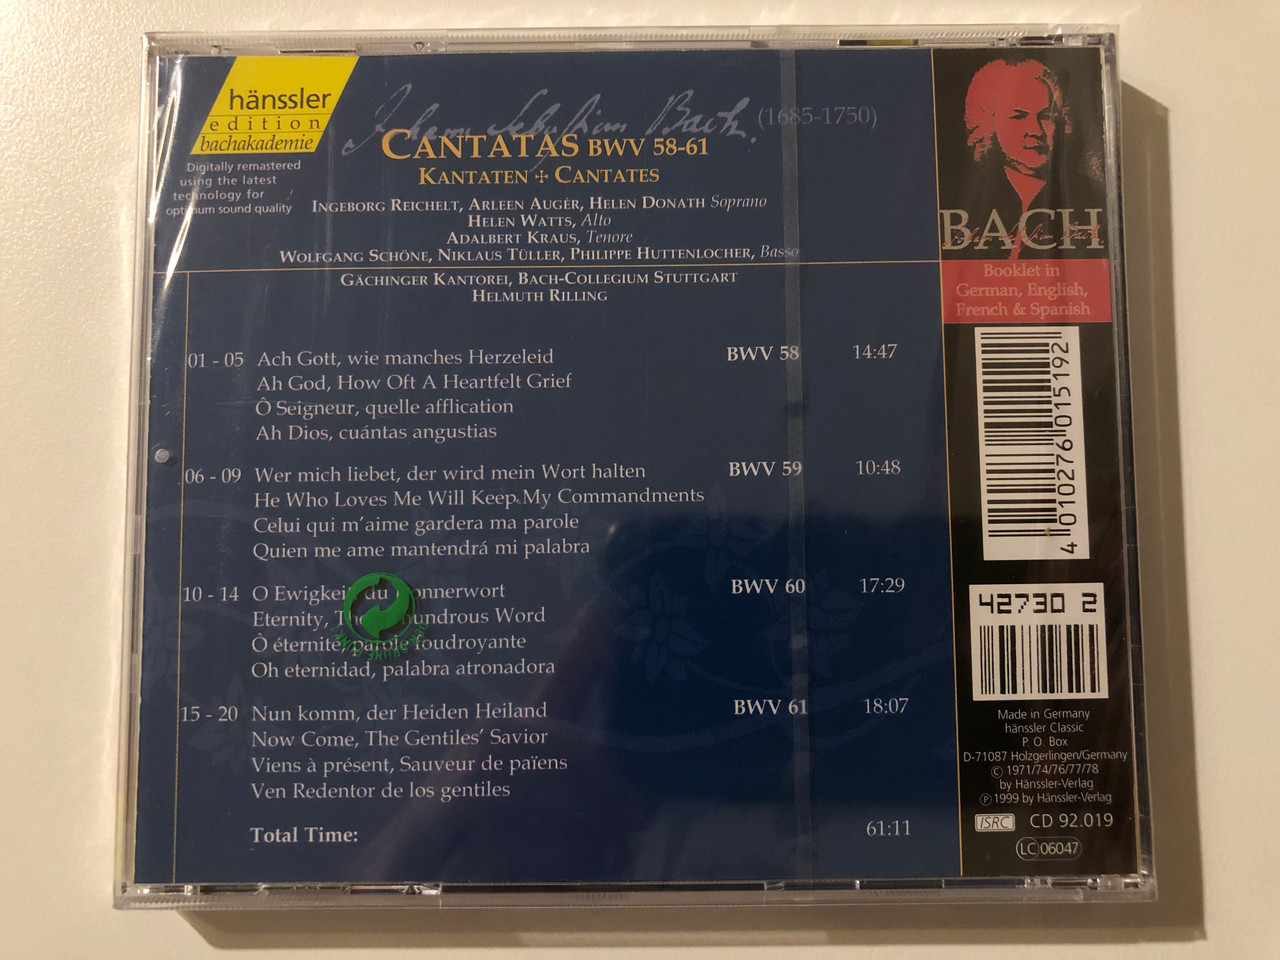 hänssler
edition
bachakademie
Digitally remastered
using the latest
technology for
optimum sound quality
Johann Sebastian Bach. (1685-1750)
CANTATAS BWV 58-61
KANTATEN + CANTATES
INGEBORG REICHELT, ARLEEN AUGÉR, HELEN DONATH Soprano
HELEN WATTS, Alto
ADALBERT KRAUS, Tenore
WOLFGANG SCHÖNE, NIKLAUS TÜLLER, PHILIPPE HUTTENLOCHER, Basso
GÄCHINGER KANTOREI, BACH-COLLEGIUM STUTTGART
HELMUTH RILLING
01 - 05 Ach Gott, wie manches Herzeleid BWV 58 14:47
Ah God, How Oft A Heartfelt Grief
Ô Seigneur, quelle afflication
Ah Dios, cuántas angustias
06 - 09 Wer mich liebet, der wird mein Wort halten BWV 59 10:48
He Who Loves Me Will Keep My Commandments
Celui qui m'aime gardera ma parole
Quien me ame mantendrá mi palabra
10 - 14 O Ewigkeit, du Donnerwort BWV 60 17:29
Eternity, Thou Thundrous Word
Ô éternité, parole foudroyante
Oh eternidad, palabra atronadora
15 - 20 Nun komm, der Heiden Heiland BWV 61 18:07
Now Come, The Gentiles' Savior
Viens à présent, Sauveur de païens
Ven Redentor de los gentiles
Total Time: 61:11
BACH
Booklet in
German, English,
French & Spanish
4 010276 015192
42730 2
Made in Germany
hänssler Classic
P. O. Box
D-71087 Holzgerlingen/Germany
© 1971/74/76/77/78
by Hänssler-Verlag
℗ 1999 by Hänssler-Verlag
ISRC CD 92.019
LC 06047